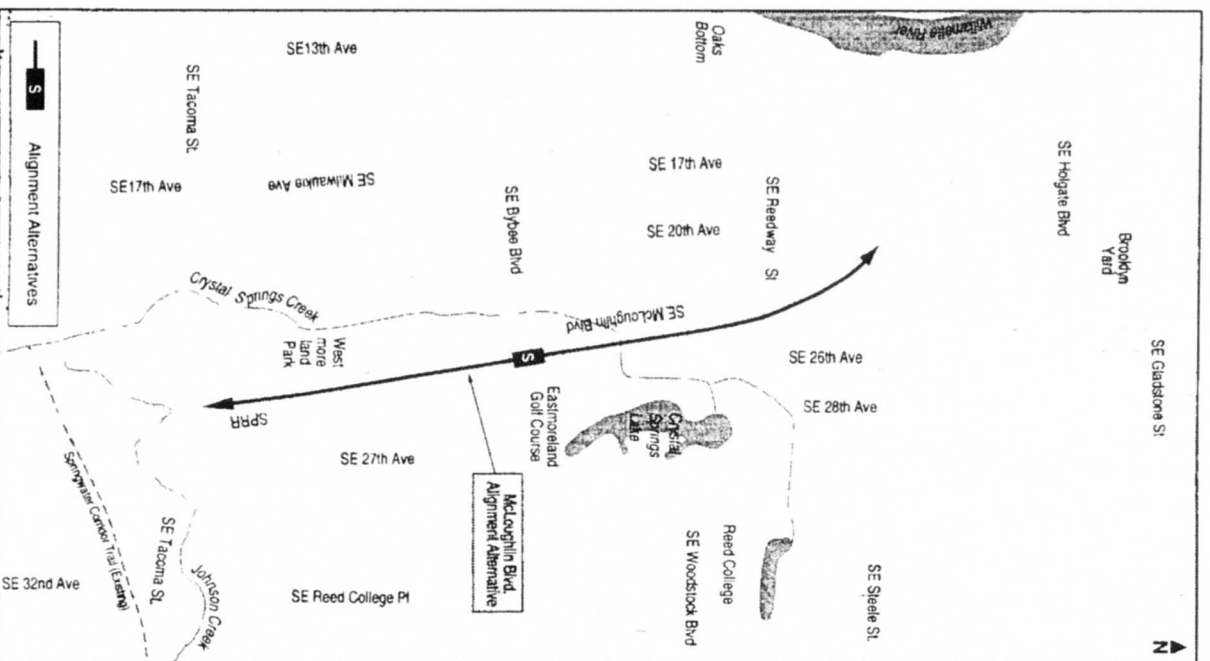 Willamette River
Oaks
Bottom
SE13th Ave
SE Tacoma St.
SE17th Ave
SE Milwaukie Ave
SE Bybee Blvd
SE 17th Ave
SE 20th Ave
SE Reedway St
SE Holgate Blvd
Brooklyn
Yard
SE Gladstone St
Crystal Springs Creek
West
more
land
Park
SE McLoughlin Blvd
S
SPRR
SE 26th Ave
SE 28th Ave
Eastmoreland
Golf Course
Crystal
Springs
Lake
SE 27th Ave
McLoughlin Blvd.
Alignment Alternative
Reed College
SE Woodstock Blvd
SE Steele St.
SE Reed College Pl
Springwater Corridor Trail (Existing)
SE Tacoma St.
Johnson Creek
SE 32nd Ave
N
S
Alignment Alternatives